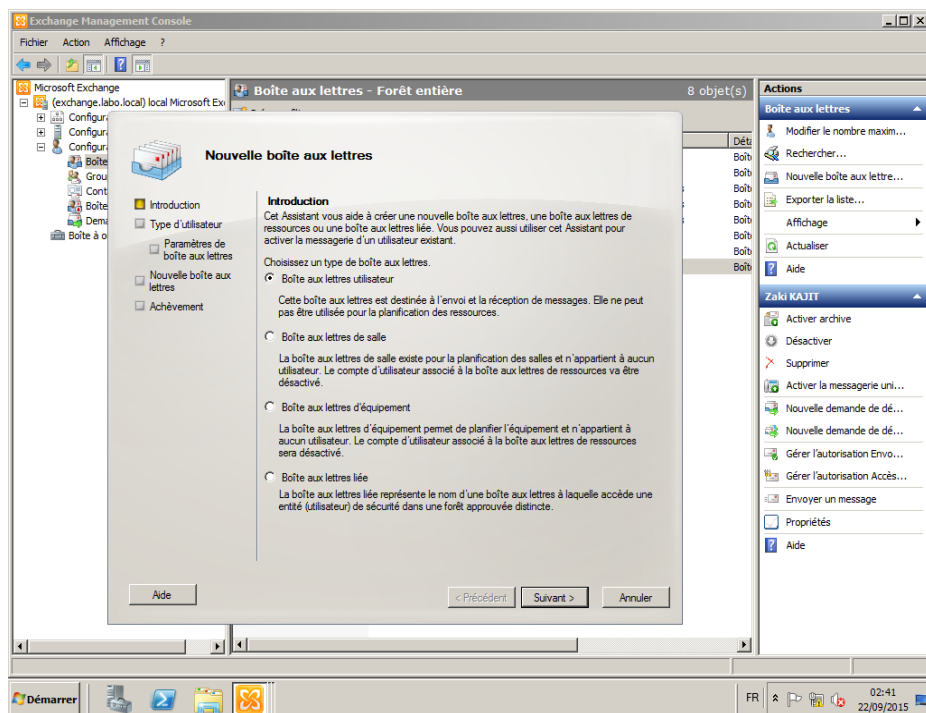 Exchange Management Console
Fichier Action Affichage ?
Microsoft Exchange
(exchange.labo.local) local Microsoft Ex
Configur
Configur
Configur
Boîte
Grou
Cont
Boîte
Dema
Boîte à o
Boîte aux lettres - Forêt entière 8 objet(s)
Déta
Boît
Boît
Boît
Boît
Boît
Boît
Boît
Boît
Nouvelle boîte aux lettres
Introduction
Type d'utilisateur
Paramètres de
boîte aux lettres
Nouvelle boîte aux
lettres
Achèvement
Introduction
Cet Assistant vous aide à créer une nouvelle boîte aux lettres, une boîte aux lettres de
ressources ou une boîte aux lettres liée. Vous pouvez aussi utiliser cet Assistant pour
activer la messagerie d'un utilisateur existant.
Choisissez un type de boîte aux lettres.
Boîte aux lettres utilisateur
Cette boîte aux lettres est destinée à l'envoi et la réception de messages. Elle ne peut
pas être utilisée pour la planification des ressources.
Boîte aux lettres de salle
La boîte aux lettres de salle existe pour la planification des salles et n'appartient à aucun
utilisateur. Le compte d'utilisateur associé à la boîte aux lettres de ressources va être
désactivé.
Boîte aux lettres d'équipement
La boîte aux lettres d'équipement permet de planifier l'équipement et n'appartient à
aucun utilisateur. Le compte d'utilisateur associé à la boîte aux lettres de ressources
sera désactivé.
Boîte aux lettres liée
La boîte aux lettres liée représente le nom d'une boîte aux lettres à laquelle accède une
entité (utilisateur) de sécurité dans une forêt approuvée distincte.
Aide
< Précédent Suivant > Annuler
Actions
Boîte aux lettres
Modifier le nombre maxim...
Rechercher...
Nouvelle boîte aux lettre...
Exporter la liste...
Affichage
Actualiser
Aide
Zaki KAJIT
Activer archive
Désactiver
Supprimer
Activer la messagerie uni...
Nouvelle demande de dé...
Nouvelle demande de dé...
Gérer l'autorisation Envo...
Gérer l'autorisation Accès...
Envoyer un message
Propriétés
Aide
Démarrer
FR
02:41
22/09/2015